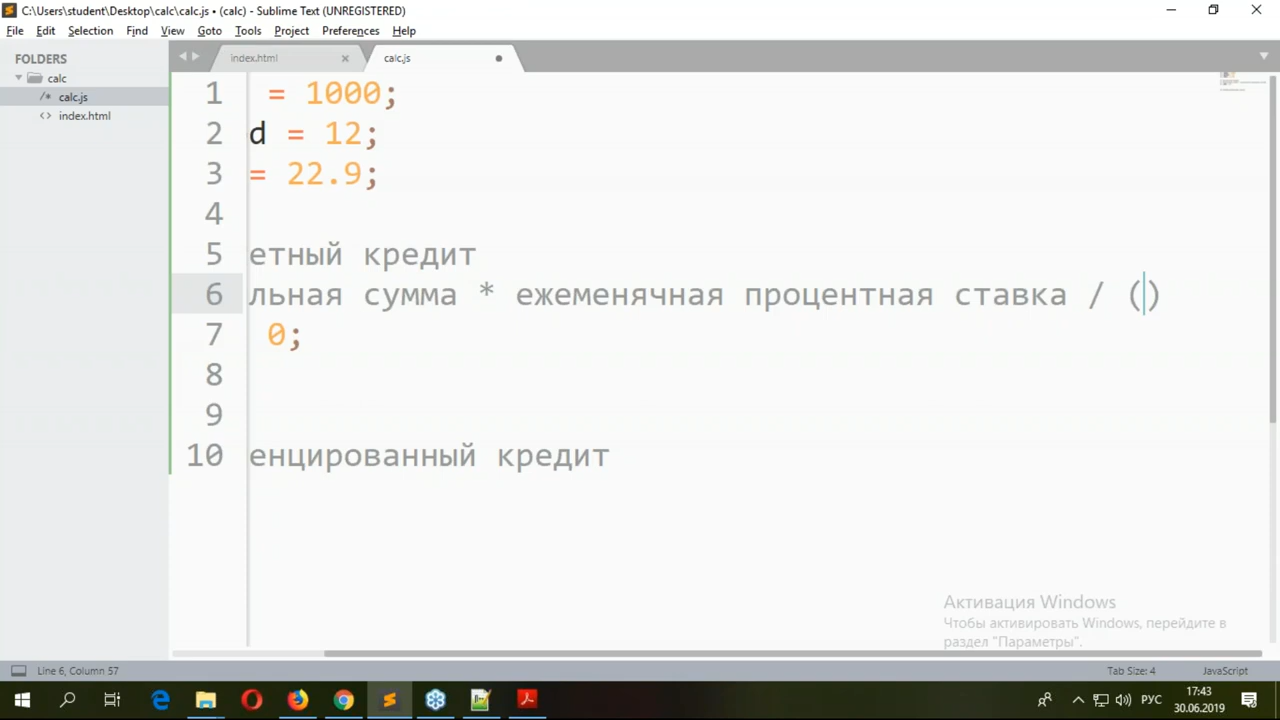 C:\Users\student\Desktop\calc\calc.js • (calc) - Sublime Text (UNREGISTERED)
File Edit Selection Find View Goto Tools Project Preferences Help
FOLDERS
calc
/* calc.js
<> index.html
index.html × calc.js
1 = 1000;
2 d = 12;
3 = 22.9;
4
5 етный кредит
6 льная сумма * ежеменячная процентная ставка / ()
7 0;
8
9
10 енцированный кредит
Активация Windows
Чтобы активировать Windows, перейдите в
раздел "Параметры".
Line 6, Column 57 Tab Size: 4 JavaScript
РУС 17:43
30.06.2019